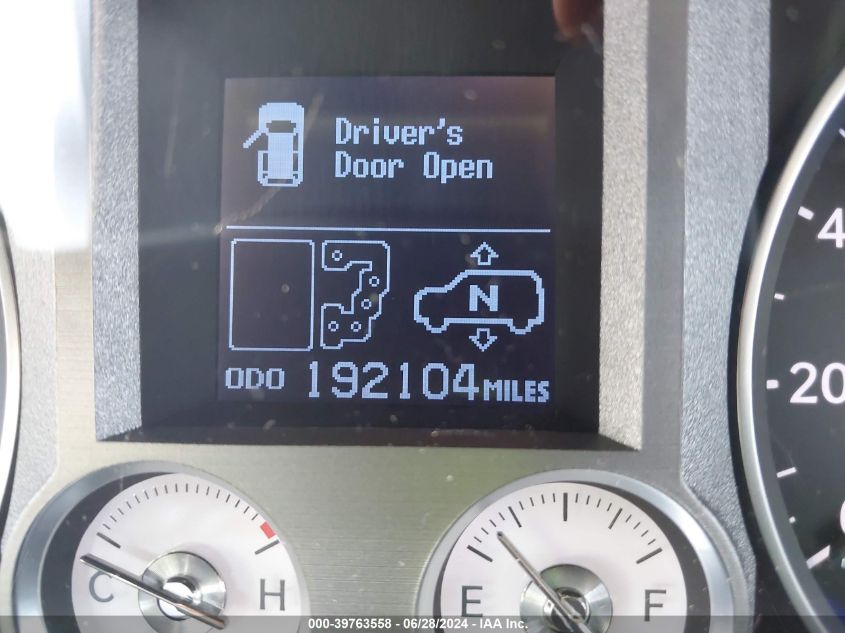 Driver's
Door Open
N
ODO 192104 MILES
4
20
C H
E F
000-39763558 - 06/28/2024 - IAA Inc.